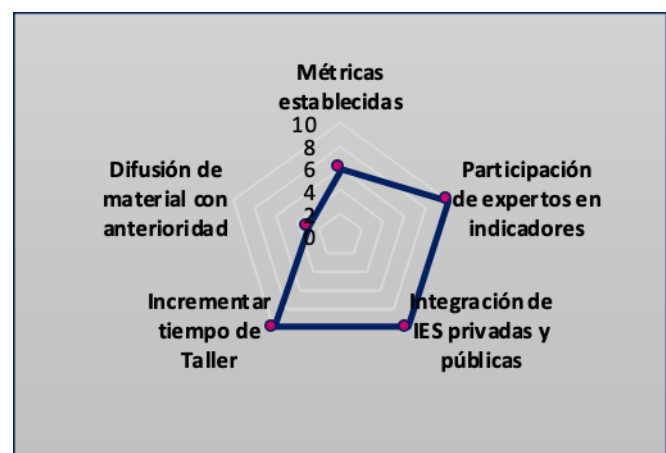 Métricas
establecidas
10
8
6
4
2
0
Participación
de expertos en
indicadores
Integración de
IES privadas y
públicas
Incrementar
tiempo de
Taller
Difusión de
material con
anterioridad